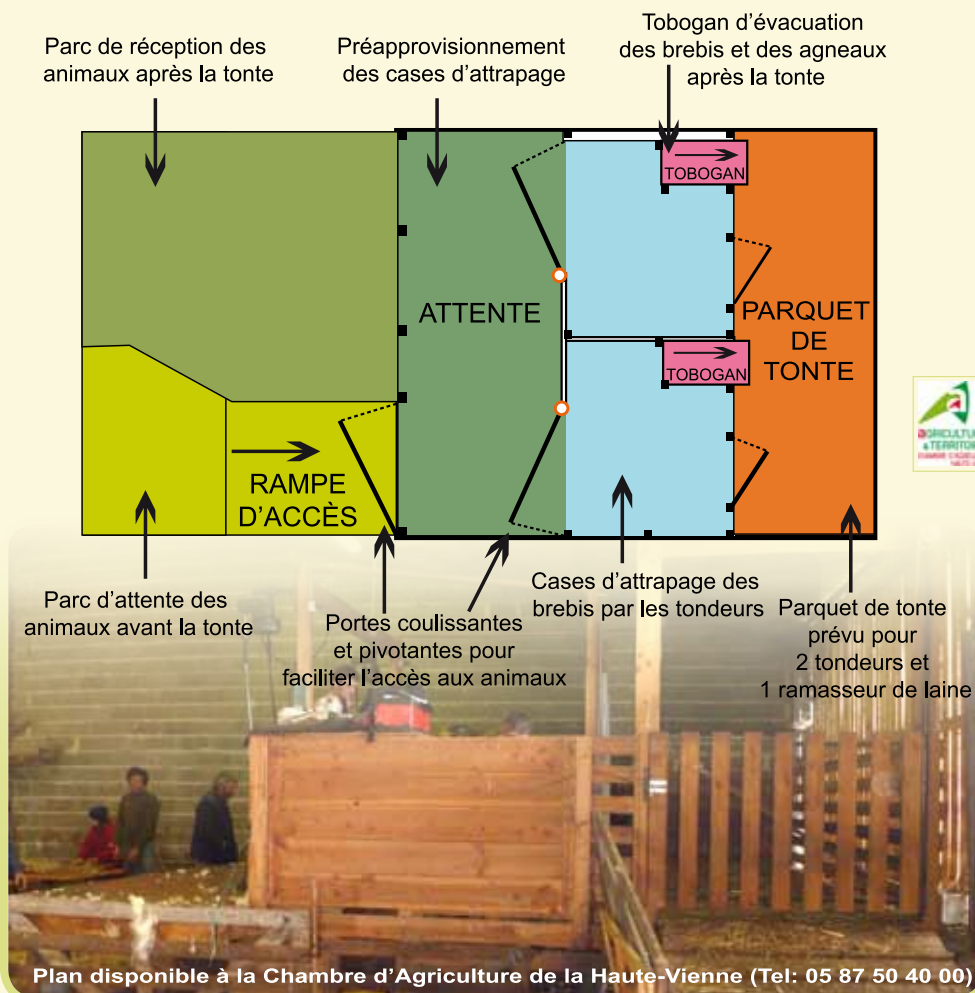 Parc de réception des
animaux après la tonte
Préapprovisionnement
des cases d'attrapage
Tobogan d'évacuation
des brebis et des agneaux
après la tonte
TOBOGAN
ATTENTE
PARQUET
DE
TONTE
TOBOGAN
RAMPE
D'ACCÈS
AGRICULTURES
& TERRITOIRES
Parc d'attente des
animaux avant la tonte
Portes coulissantes
et pivotantes pour
faciliter l'accès aux animaux
Cases d'attrapage des
brebis par les tondeurs
Parquet de tonte
prévu pour
2 tondeurs et
1 ramasseur de laine
Plan disponible à la Chambre d'Agriculture de la Haute-Vienne (Tel: 05 87 50 40 00)